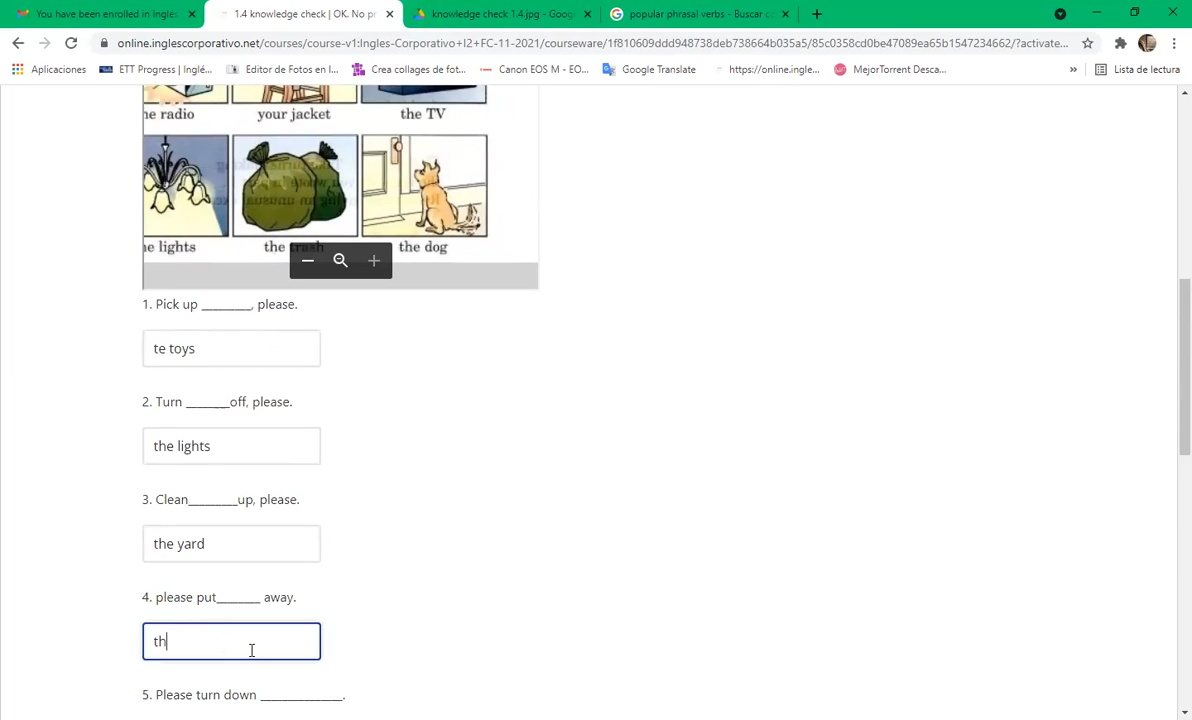 You have been enrolled in Inglés
1.4 knowledge check | OK. No pr
knowledge check 1.4.jpg - Goog
popular phrasal verbs - Buscar c
online.inglescorporativo.net/courses/course-v1:Ingles-Corporativo+I2+FC-11-2021/courseware/1f810609ddd948738deb738664b035a5/85c0358cd0be47089ea65b1547234662/?activate...
Aplicaciones
ETT Progress | Inglé...
Editor de Fotos en l...
Crea collages de fot...
Canon EOS M - EO...
Google Translate
https://online.ingle...
MejorTorrent Desca...
»
Lista de lectura
he radio
your jacket
the TV
he lights
the trash
the dog
1. Pick up ________, please.
te toys
2. Turn _______off, please.
the lights
3. Clean________up, please.
the yard
4. please put_______ away.
th
5. Please turn down _____________.